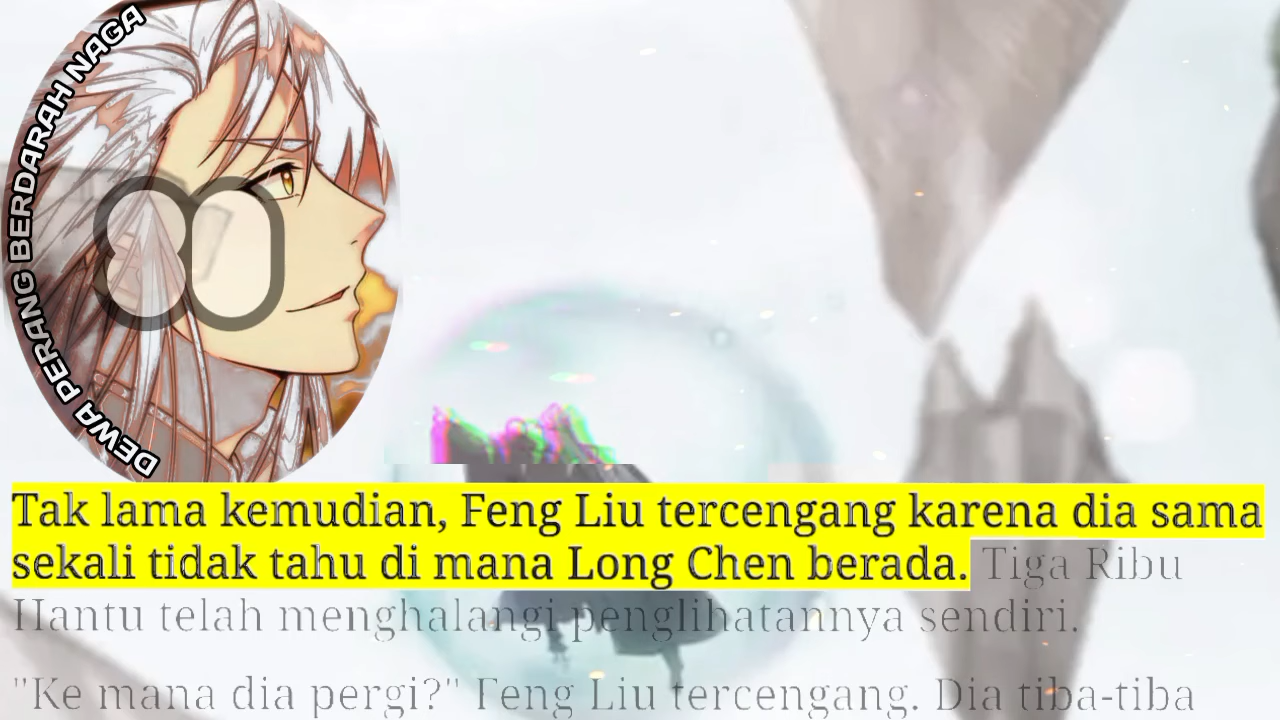 DEWA PERANG BERDARAH NAGA
Tak lama kemudian, Feng Liu tercengang karena dia sama
sekali tidak tahu di mana Long Chen berada. Tiga Ribu
Hantu telah menghalangi penglihatannya sendiri.
"Ke mana dia pergi?" Feng Liu tercengang. Dia tiba-tiba